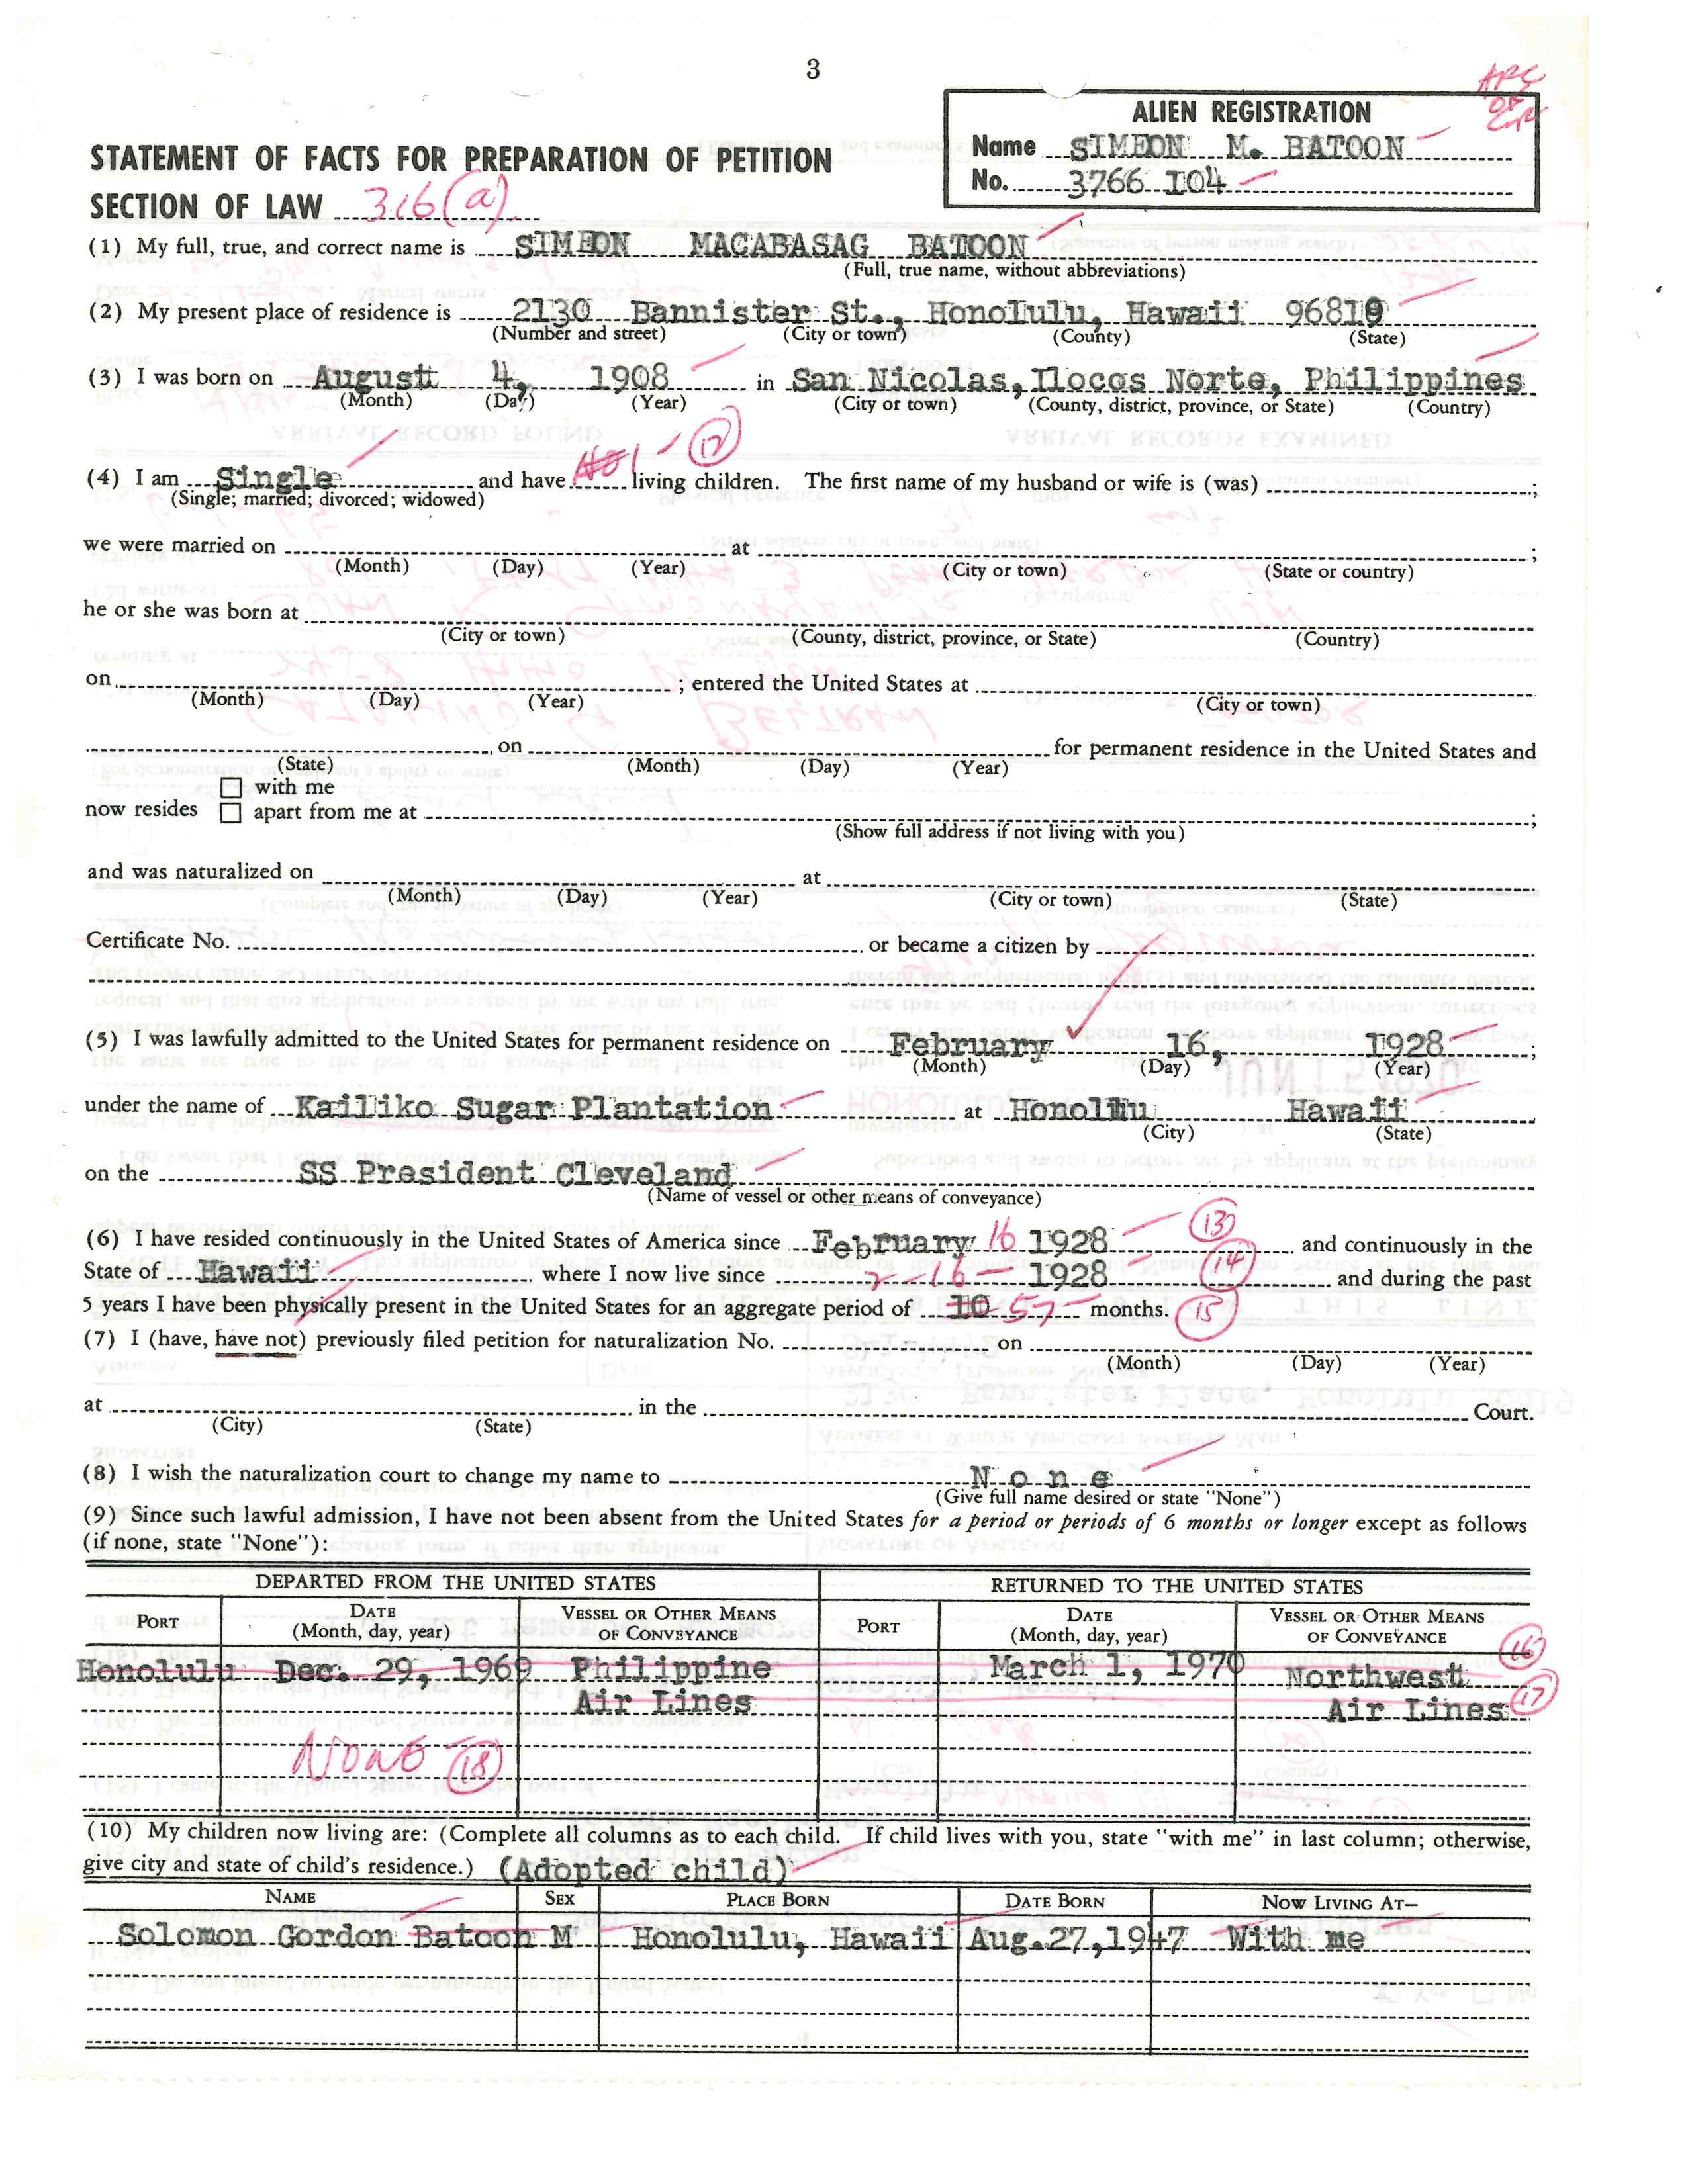 3
APC
OF
ALIEN REGISTRATION
Name SIMEON M. BATOON
No. 3766 104
STATEMENT OF FACTS FOR PREPARATION OF PETITION
SECTION OF LAW 316(a).
(1) My full, true, and correct name is SIMEON MACABASAG BATOON
(Full, true name, without abbreviations)
(2) My present place of residence is 2130 Bannister St., Honolulu, Hawaii 96819
(Number and street) (City or town) (County) (State)
(3) I was born on August 4, 1908 in San Nicolas, Ilocos Norte, Philippines
(Month) (Day) (Year) (City or town) (County, district, province, or State) (Country)
(4) I am Single and have 1 (12) living children. The first name of my husband or wife is (was) ;
(Single; married; divorced; widowed)
we were married on at ;
(Month) (Day) (Year) (City or town) (State or country)
he or she was born at
(City or town) (County, district, province, or State) (Country)
on ; entered the United States at
(Month) (Day) (Year) (City or town)
, on for permanent residence in the United States and
(State) (Month) (Day) (Year)
☐ with me
now resides ☐ apart from me at ;
(Show full address if not living with you)
and was naturalized on at
(Month) (Day) (Year) (City or town) (State)
Certificate No. or became a citizen by
(5) I was lawfully admitted to the United States for permanent residence on February 16, 1928 ;
(Month) (Day) (Year)
under the name of Kailiko Sugar Plantation at Honolulu Hawaii
(City) (State)
on the SS President Cleveland
(Name of vessel or other means of conveyance)
(6) I have resided continuously in the United States of America since February 16 1928 (13) and continuously in the
State of Hawaii where I now live since 2-16- 1928 (14) and during the past
5 years I have been physically present in the United States for an aggregate period of 10 57 months. (15)
(7) I (have, have not) previously filed petition for naturalization No. on
(Month) (Day) (Year)
at in the Court.
(City) (State)
(8) I wish the naturalization court to change my name to None
(Give full name desired or state "None")
(9) Since such lawful admission, I have not been absent from the United States for a period or periods of 6 months or longer except as follows
(if none, state "None"):
DEPARTED FROM THE UNITED STATES RETURNED TO THE UNITED STATES
PORT DATE (Month, day, year) VESSEL OR OTHER MEANS OF CONVEYANCE PORT DATE (Month, day, year) VESSEL OR OTHER MEANS OF CONVEYANCE
Honolulu Dec. 29, 1969 Philippine March 1, 1970 Northwest (16)
Air Lines Air Lines (17)
NONE (18)
(10) My children now living are: (Complete all columns as to each child. If child lives with you, state "with me" in last column; otherwise,
give city and state of child's residence.) (Adopted child)
NAME SEX PLACE BORN DATE BORN NOW LIVING AT—
Solomon Gordon Batoon M Honolulu, Hawaii Aug.27,1947 With me